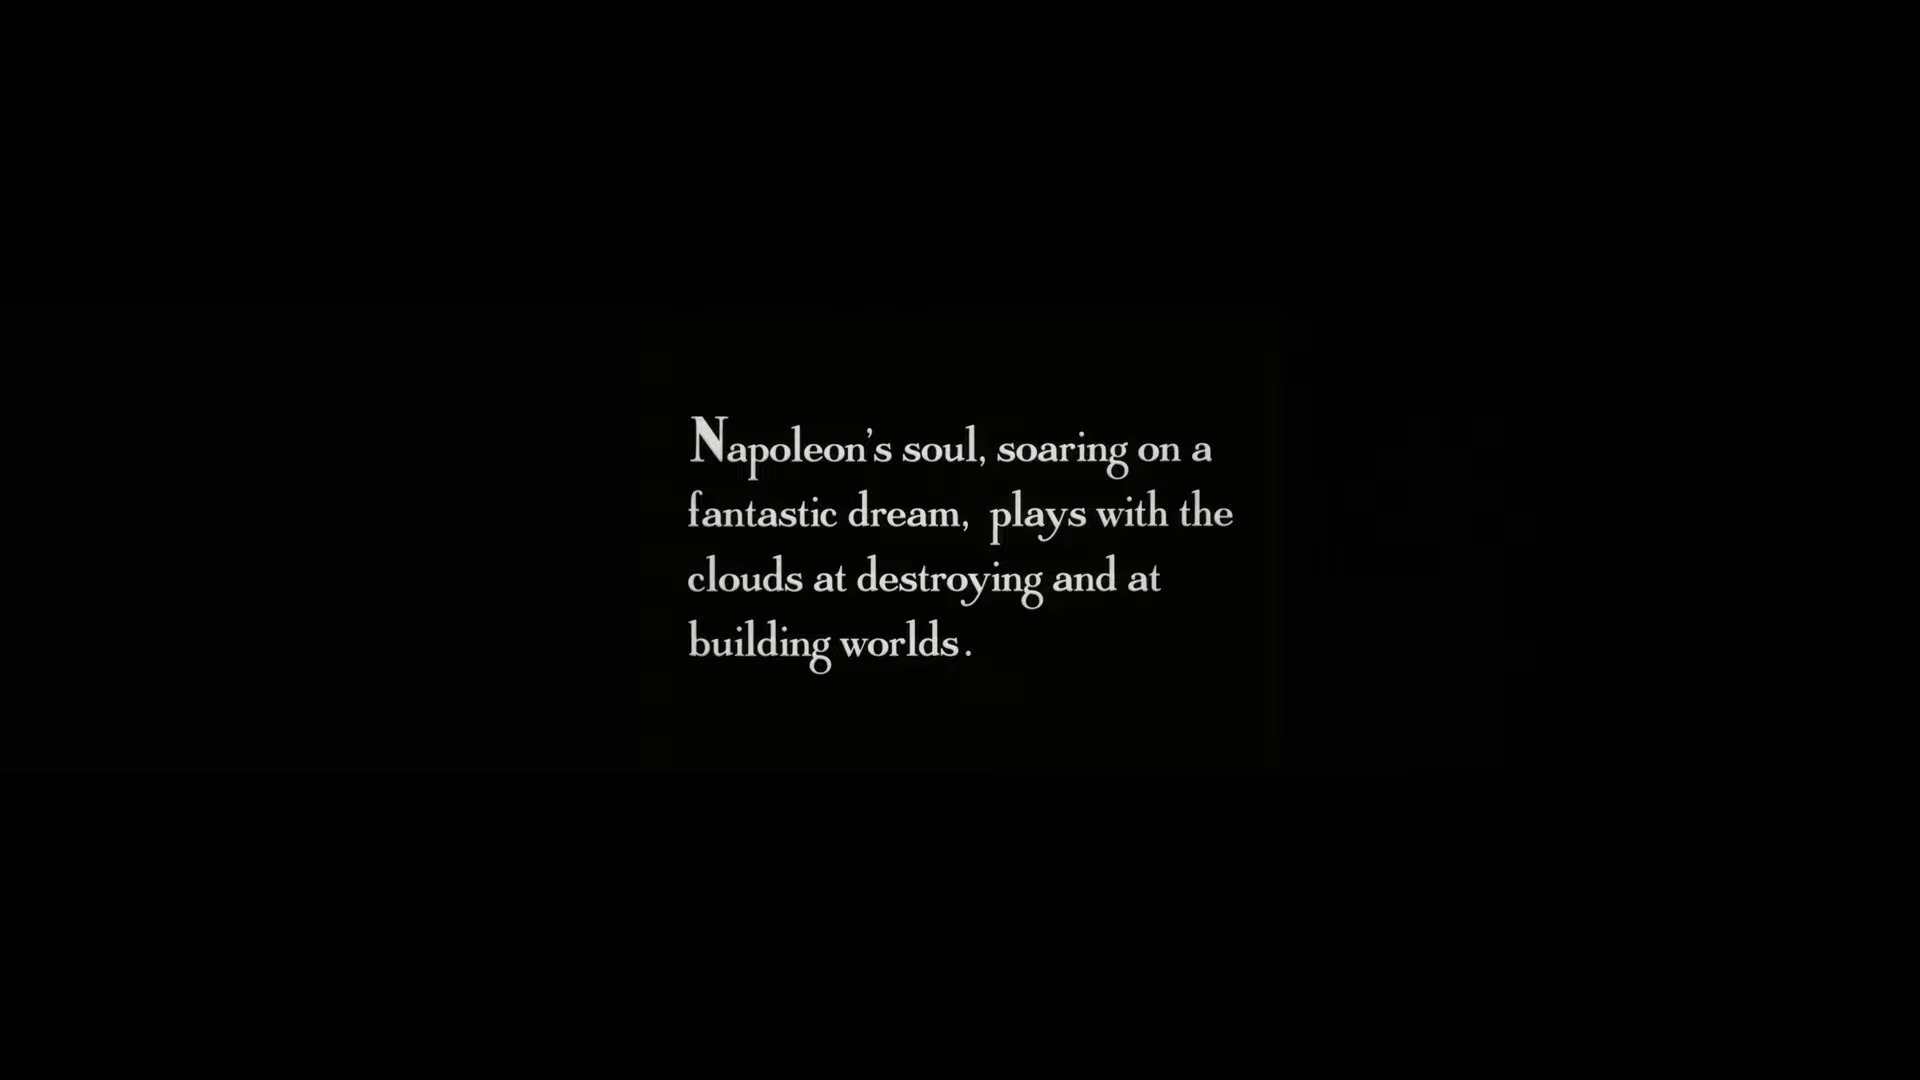 Napoleon's soul, soaring on a
fantastic dream, plays with the
clouds at destroying and at
building worlds.